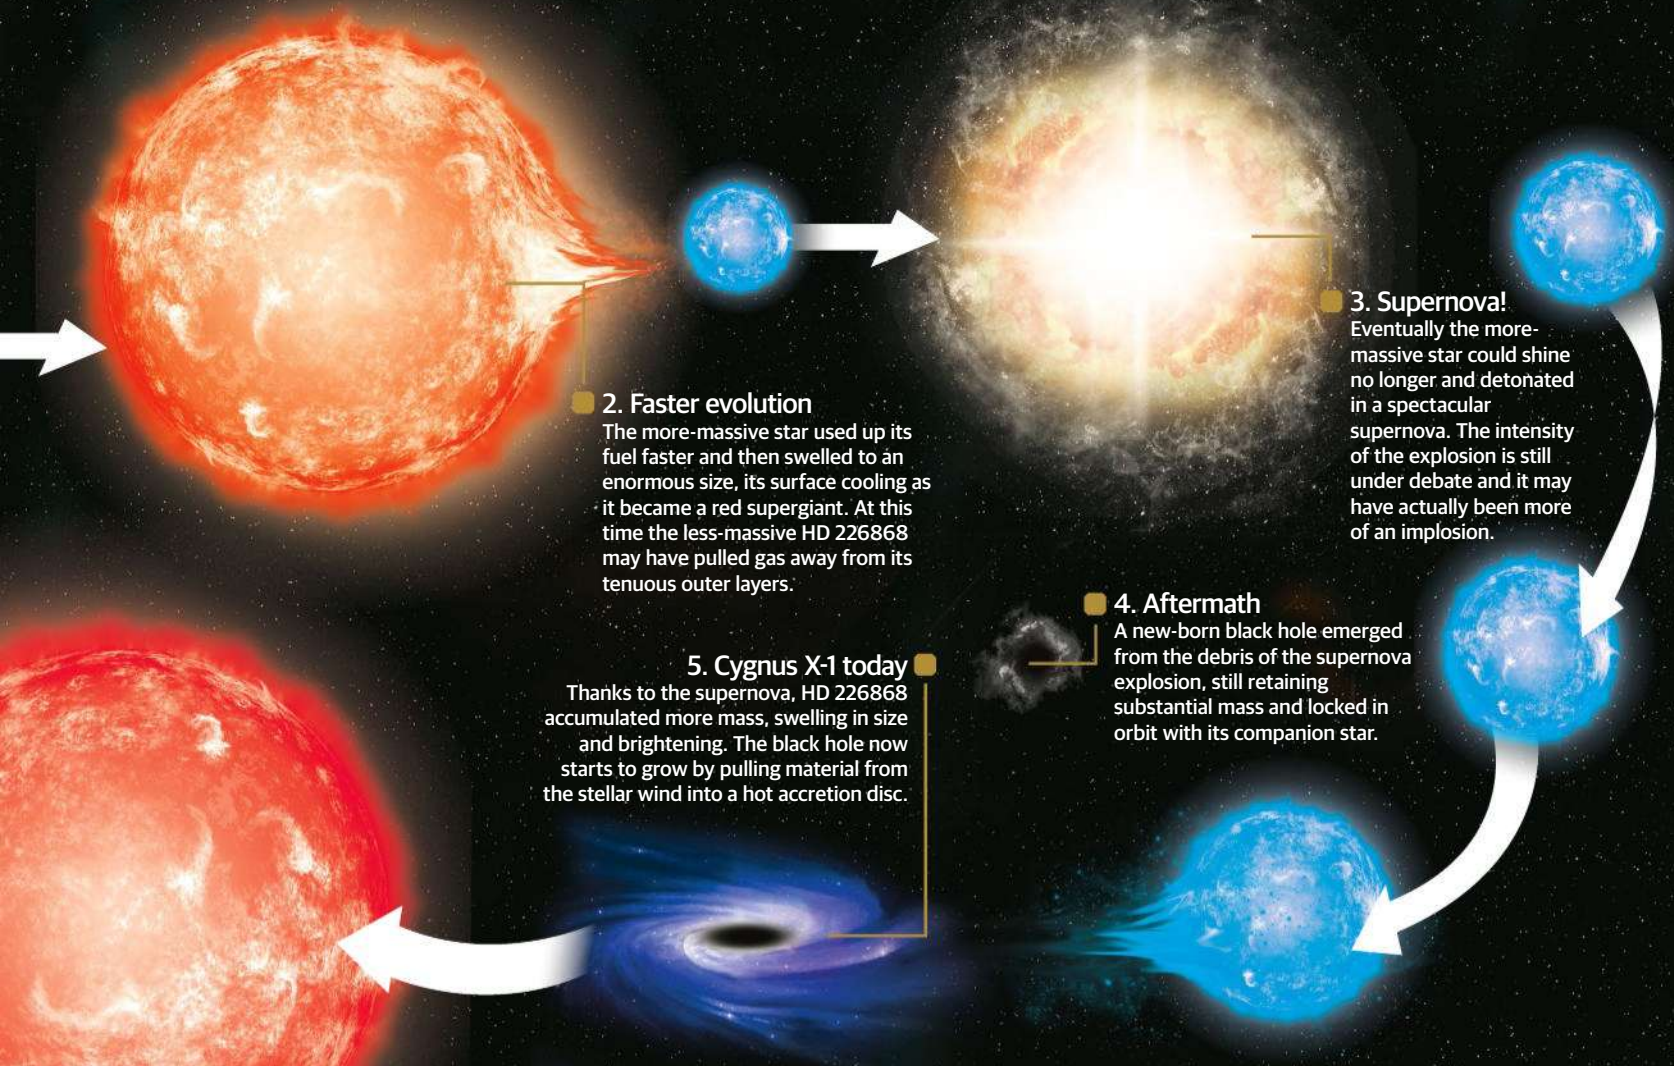 2. Faster evolution
The more-massive star used up its
fuel faster and then swelled to an
enormous size, its surface cooling as
it became a red supergiant. At this
time the less-massive HD 226868
may have pulled gas away from its
tenuous outer layers.
3. Supernova!
Eventually the more-
massive star could shine
no longer and detonated
in a spectacular
supernova. The intensity
of the explosion is still
under debate and it may
have actually been more
of an implosion.
4. Aftermath
A new-born black hole emerged
from the debris of the supernova
explosion, still retaining
substantial mass and locked in
orbit with its companion star.
5. Cygnus X-1 today
Thanks to the supernova, HD 226868
accumulated more mass, swelling in size
and brightening. The black hole now
starts to grow by pulling material from
the stellar wind into a hot accretion disc.